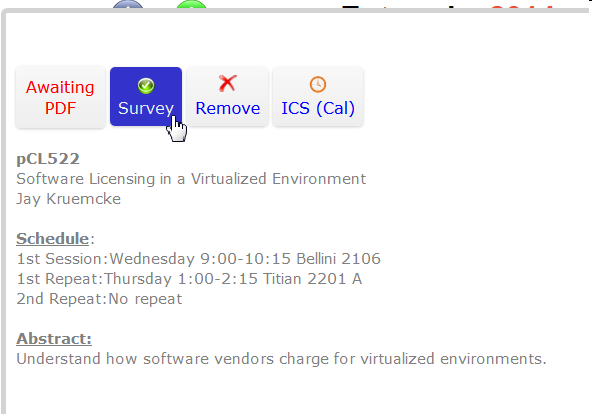 Awaiting
PDF
Survey
Remove
ICS (Cal)
pCL522
Software Licensing in a Virtualized Environment
Jay Kruemcke
Schedule:
1st Session:Wednesday 9:00-10:15 Bellini 2106
1st Repeat:Thursday 1:00-2:15 Titian 2201 A
2nd Repeat:No repeat
Abstract:
Understand how software vendors charge for virtualized environments.